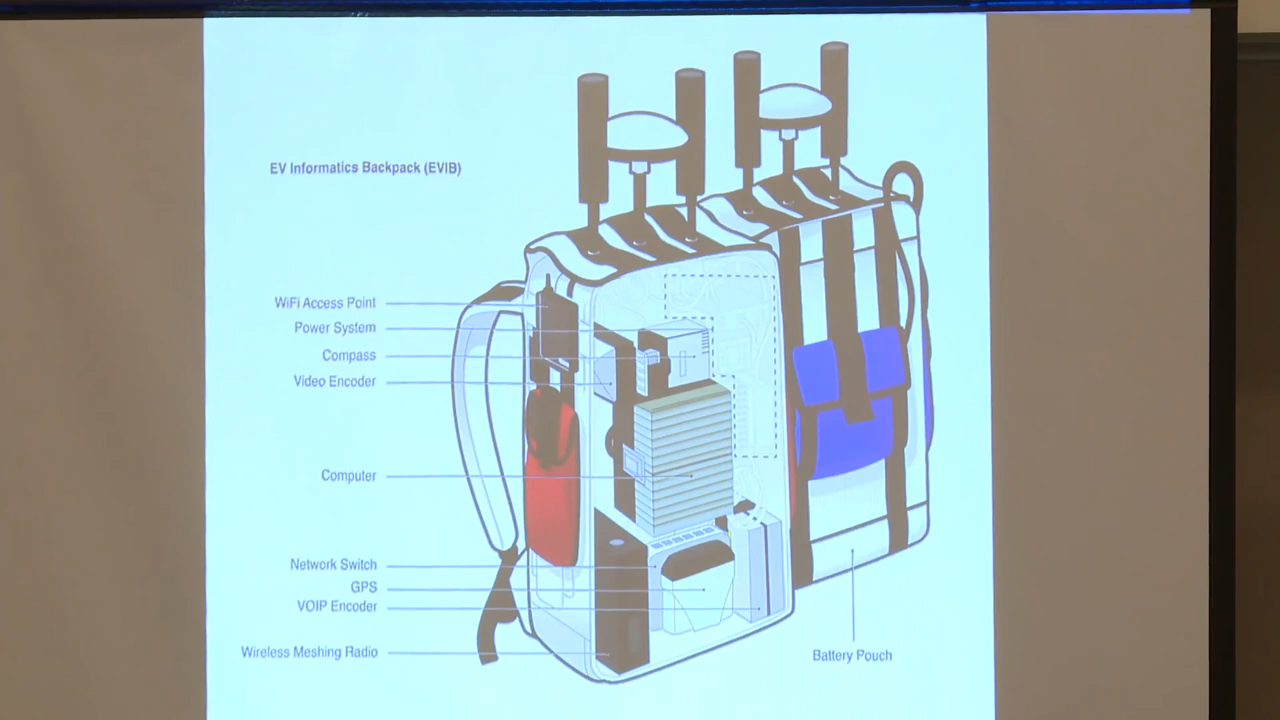 EV Informatics Backpack (EVIB)
WiFi Access Point
Power System
Compass
Video Encoder
Computer
Network Switch
GPS
VOIP Encoder
Wireless Meshing Radio
Battery Pouch